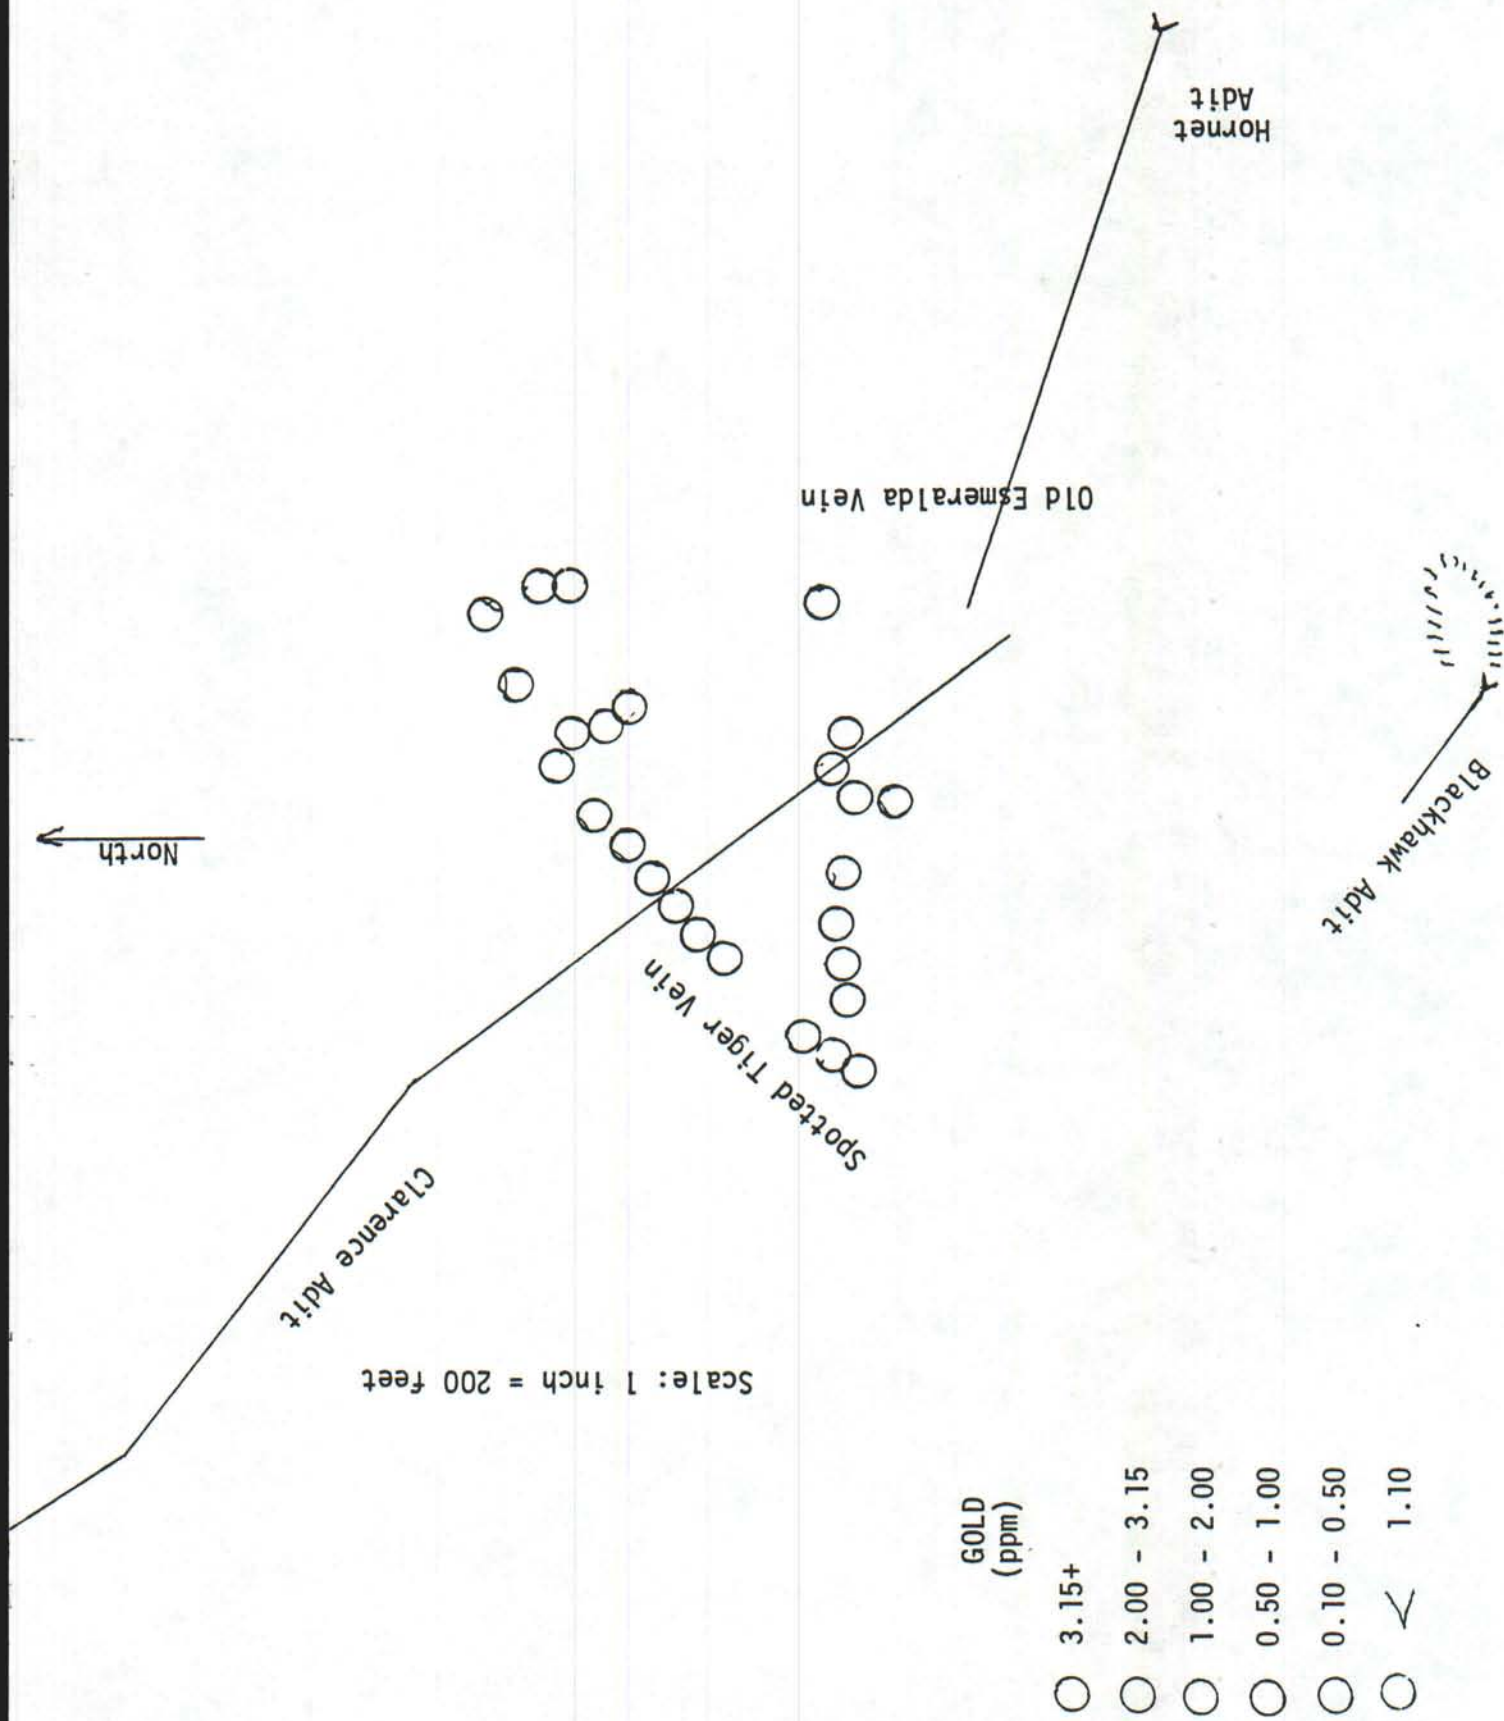 North
Hornet
Adit
Old Esmeralda Vein
Spotted Tiger Vein
Clarence Adit
Blackhawk Adit
Scale: 1 inch = 200 feet
GOLD
(ppm)
3.15+
2.00 - 3.15
1.00 - 2.00
0.50 - 1.00
0.10 - 0.50
< 1.10